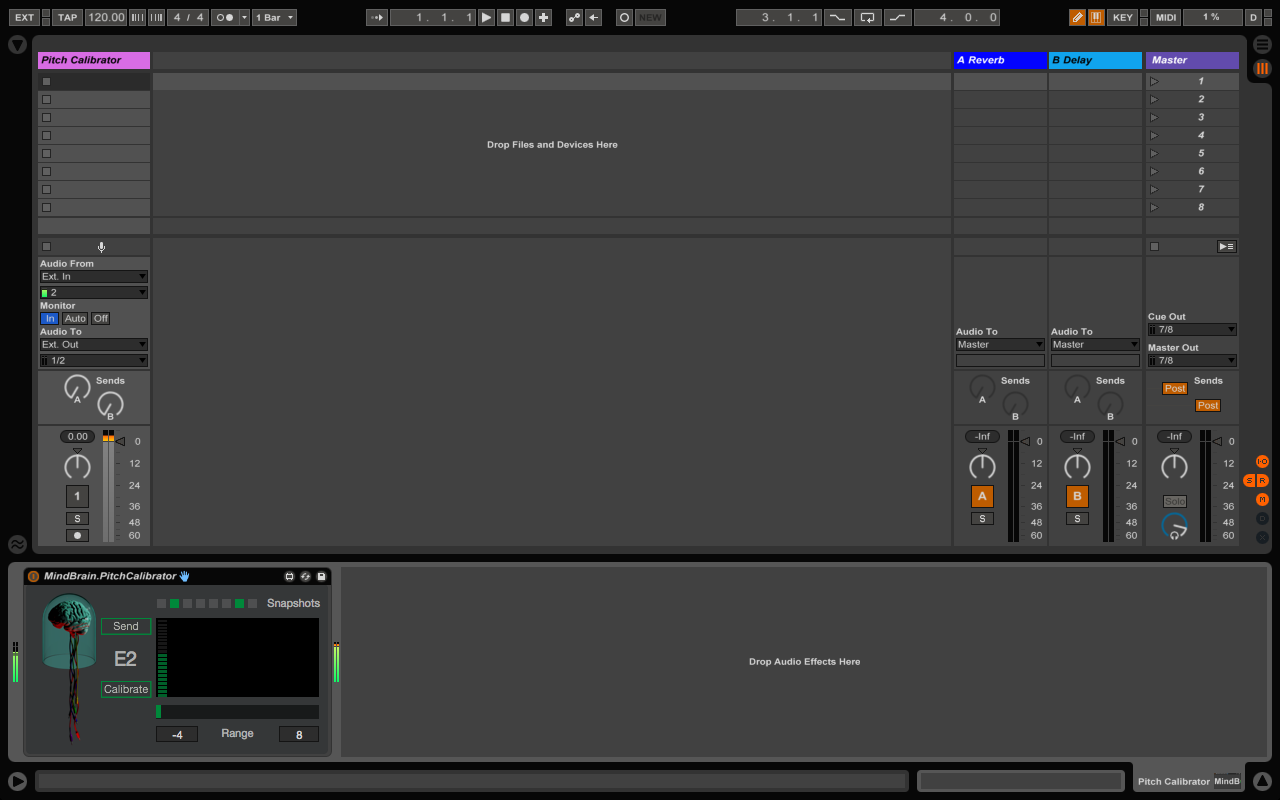 EXT TAP 120.00 4 / 4 1 Bar 1. 1. 1 NEW 3. 1. 1 4. 0. 0 KEY MIDI 1 % D
Pitch Calibrator A Reverb B Delay Master
1
2
3
4
5
6
7
8
Drop Files and Devices Here
Audio From
Ext. In
2
Monitor
In Auto Off
Audio To
Ext. Out
1/2
Sends
A
B
0.00
0
12
24
36
48
60
1
S
Audio To
Master
Sends
A
B
-Inf
0
12
24
36
48
60
A
S
Audio To
Master
Sends
A
B
-Inf
0
12
24
36
48
60
B
S
Cue Out
7/8
Master Out
7/8
Sends
Post
Post
-Inf
0
12
24
36
48
60
Solo
I·O
S R
M
D
X
MindBrain.PitchCalibrator
Snapshots
Send
E2
Calibrate
-4 Range 8
Drop Audio Effects Here
Pitch Calibrator MindB